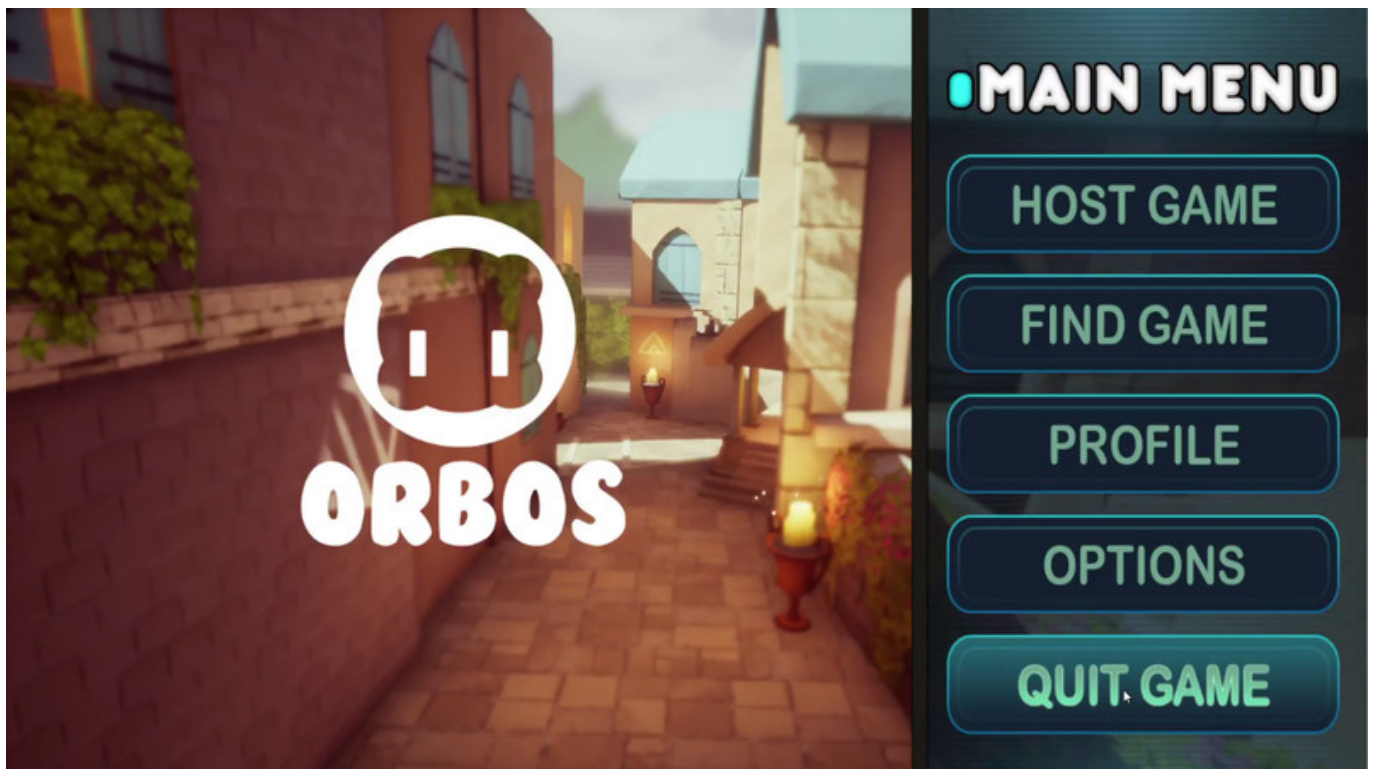 MAIN MENU
HOST GAME
FIND GAME
PROFILE
OPTIONS
QUIT GAME
ORBOS